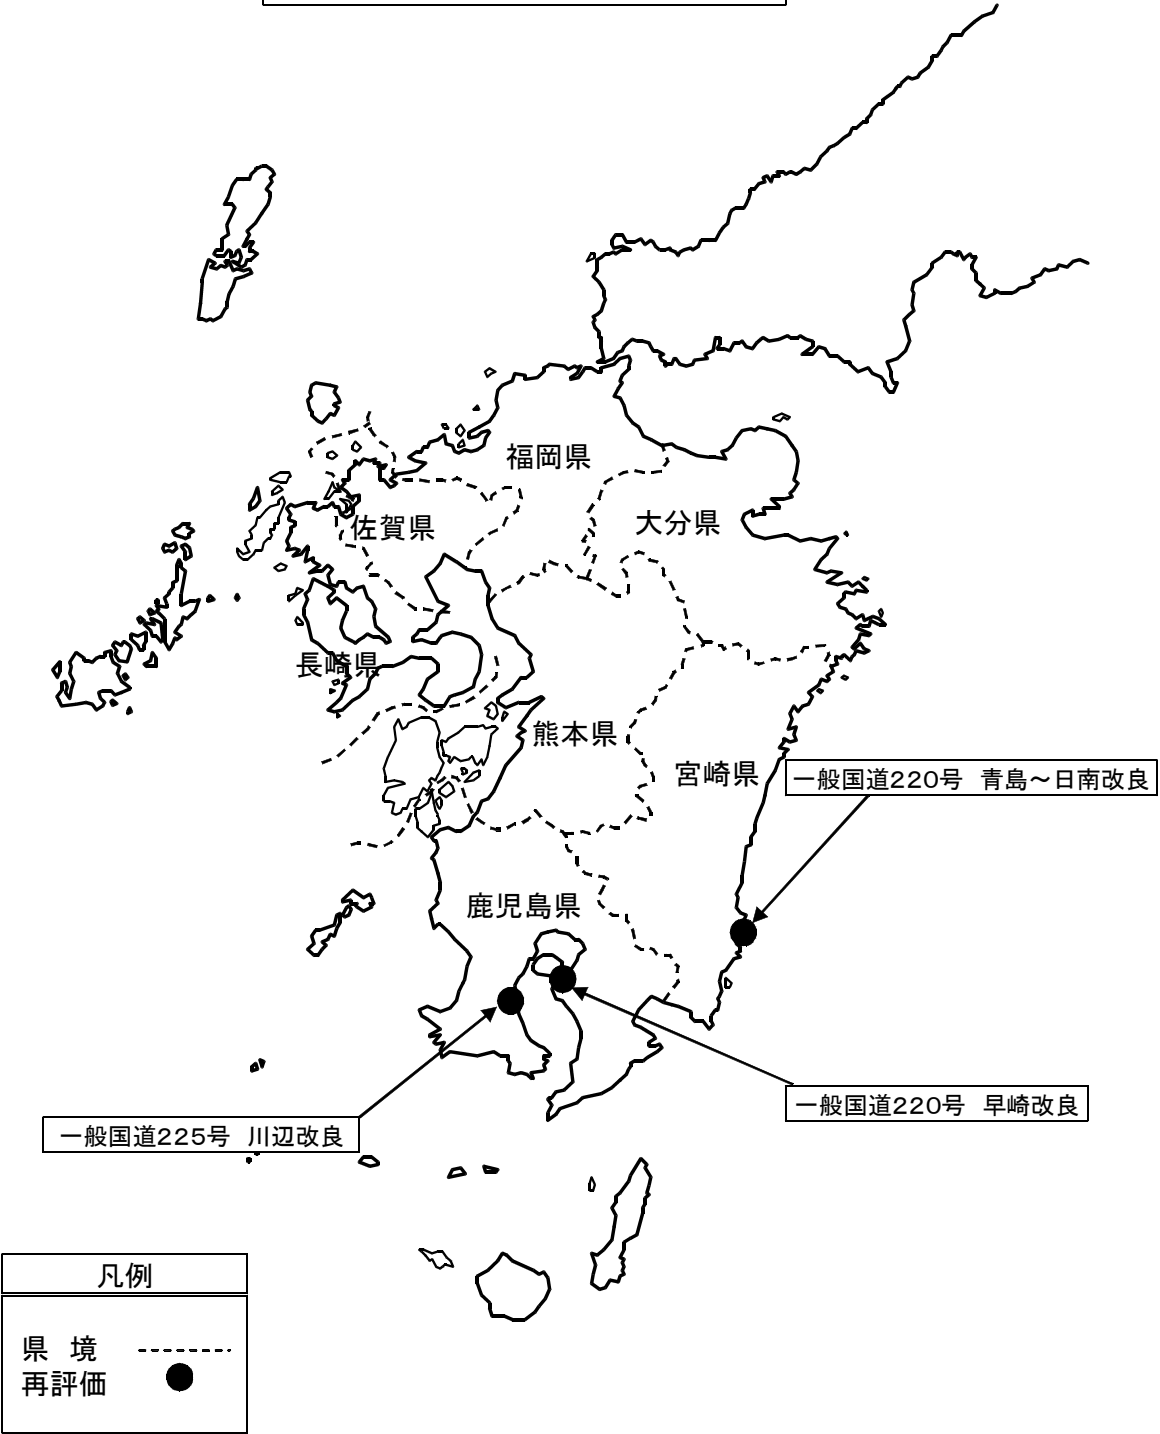 福岡県
大分県
佐賀県
長崎県
熊本県
宮崎県
一般国道220号　青島～日南改良
鹿児島県
一般国道220号　早崎改良
一般国道225号　川辺改良
凡例
県　境
再評価